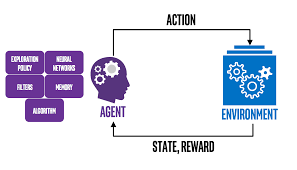 ACTION
EXPLORATION
POLICY
NEURAL
NETWORKS
FILTERS
MEMORY
ALGORITHM
AGENT
ENVIRONMENT
STATE, REWARD